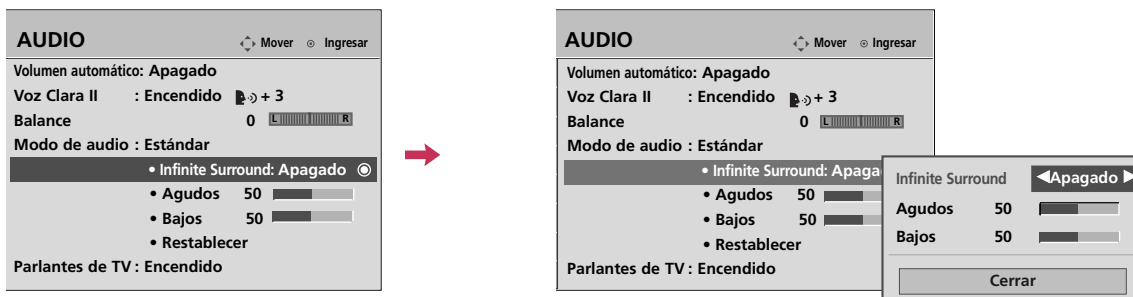 AUDIO Mover Ingresar
Volumen automático: Apagado
Voz Clara II : Encendido + 3
Balance 0 L R
Modo de audio : Estándar
• Infinite Surround: Apagado
• Agudos 50
• Bajos 50
• Restablecer
Parlantes de TV : Encendido
AUDIO Mover Ingresar
Volumen automático: Apagado
Voz Clara II : Encendido + 3
Balance 0 L R
Modo de audio : Estándar
• Infinite Surround: Apaga
• Agudos 50
• Bajos 50
• Restablecer
Parlantes de TV : Encendido
Infinite Surround ◀Apagado ▶
Agudos 50
Bajos 50
Cerrar